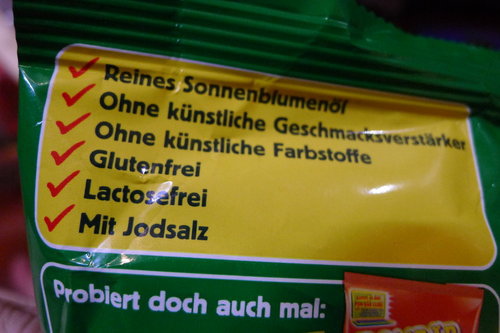 Reines Sonnenblumenöl
Ohne künstliche Geschmacksverstärker
Ohne künstliche Farbstoffe
Glutenfrei
Lactosefrei
Mit Jodsalz
Probiert doch auch mal: